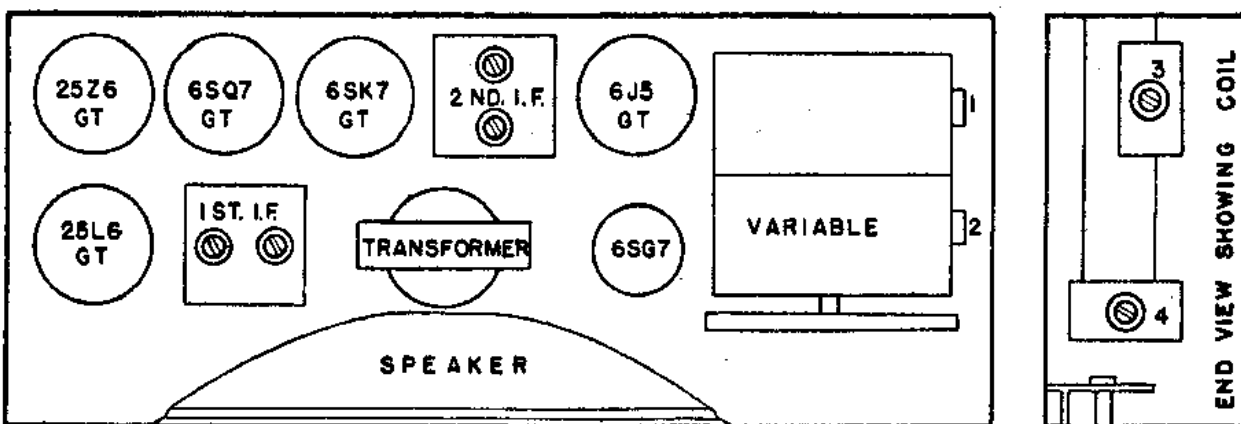 25Z6
GT
6SQ7
GT
6SK7
GT
2 ND. I.F.
6J5
GT
1
25L6
GT
1 ST. I.F.
TRANSFORMER
6SG7
VARIABLE
2
SPEAKER
3
4
END VIEW SHOWING COIL